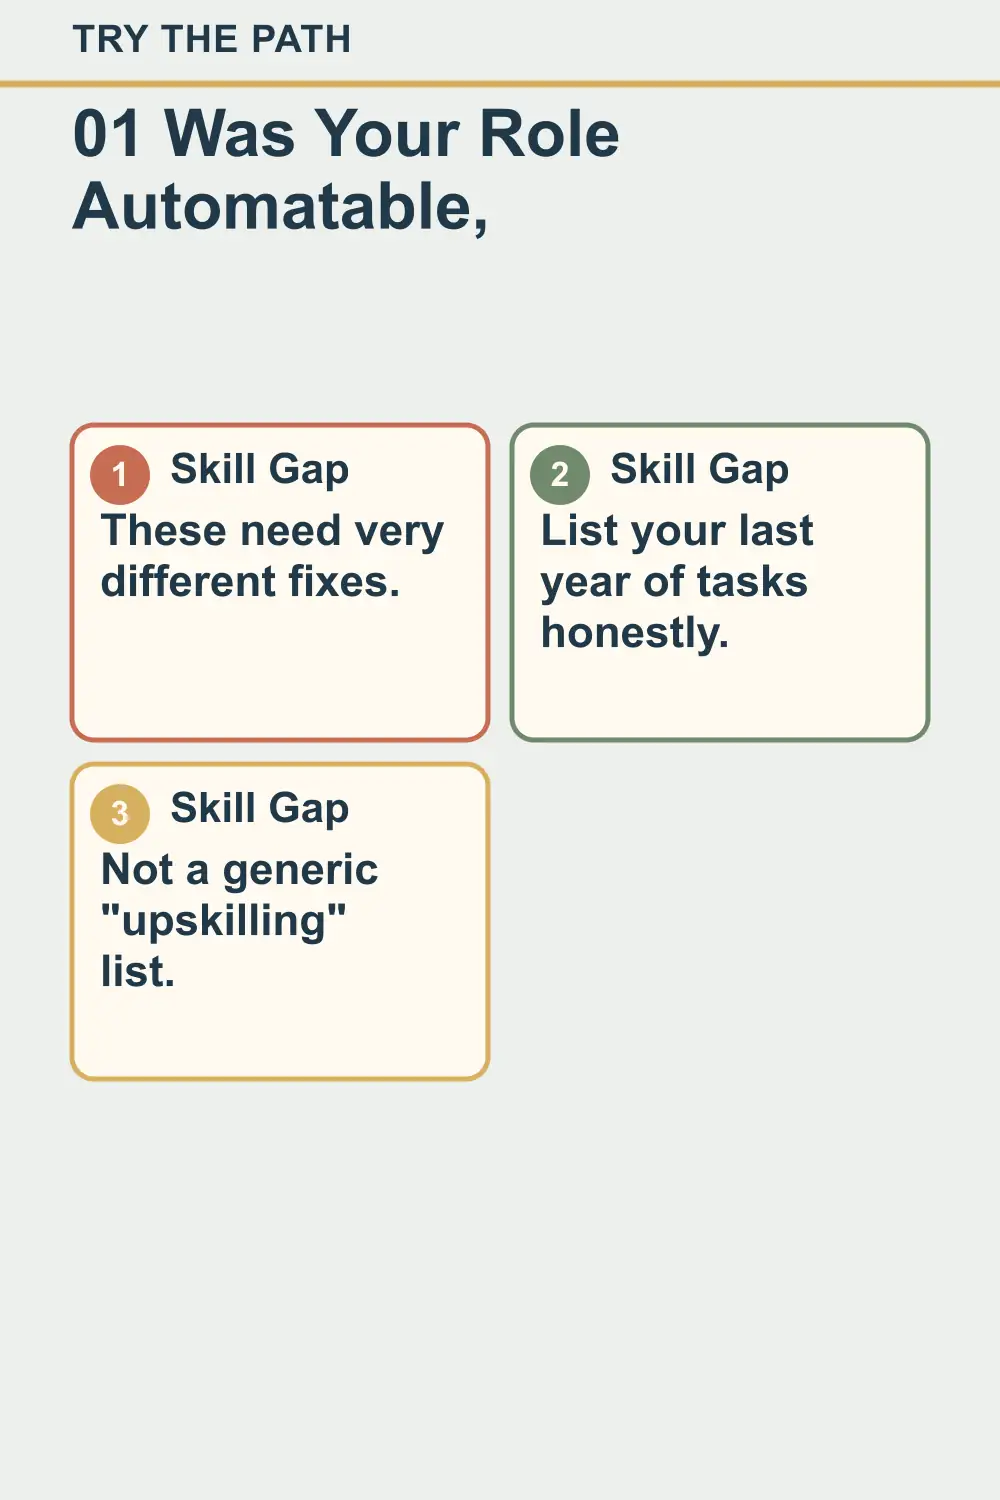 TRY THE PATH
01 Was Your Role
Automatable,
1 Skill Gap
These need very
different fixes.
2 Skill Gap
List your last
year of tasks
honestly.
3 Skill Gap
Not a generic
"upskilling"
list.